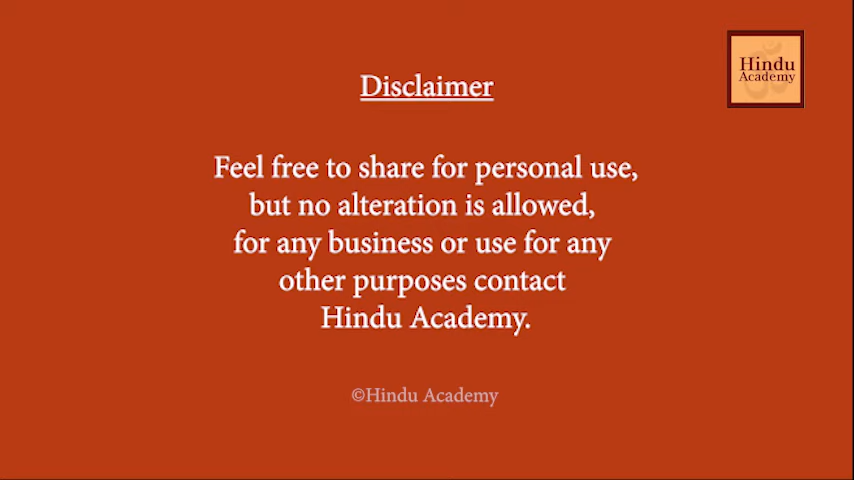 Hindu
Academy
Disclaimer
Feel free to share for personal use,
but no alteration is allowed,
for any business or use for any
other purposes contact
Hindu Academy.
©Hindu Academy